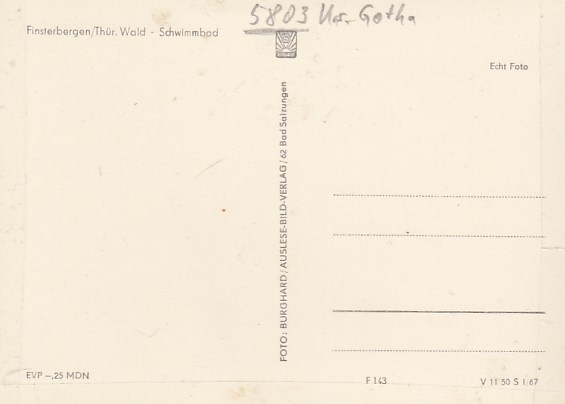 5803 Krs. Gotha
Finsterbergen/Thür. Wald - Schwimmbad
Echt Foto
FOTO: BURGHARD/AUSLESE-BILD-VERLAG/62 Bad Salzungen
EVP –,25 MDN
F 143
V 11 50 S 1/67